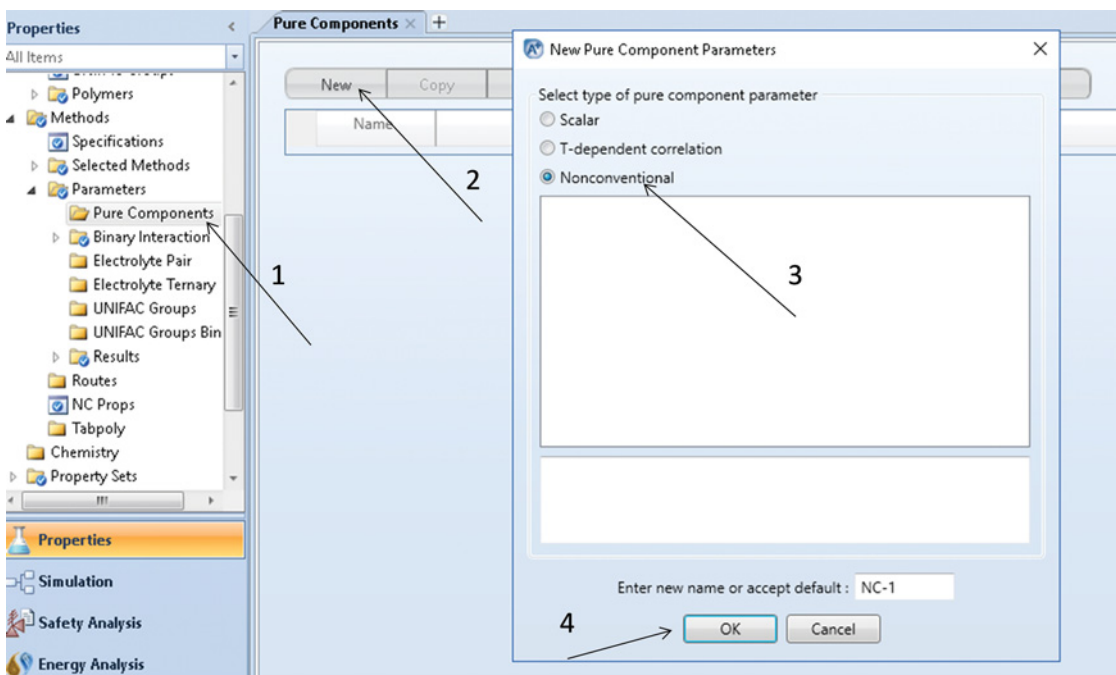 Properties
All Items
Polymers
Methods
Specifications
Selected Methods
Parameters
Pure Components
Binary Interaction
Electrolyte Pair
Electrolyte Ternary
UNIFAC Groups
UNIFAC Groups Bin
Results
Routes
NC Props
Tabpoly
Chemistry
Property Sets
Properties
Simulation
Safety Analysis
Energy Analysis
1
Pure Components
New
Copy
Name
2
New Pure Component Parameters
Select type of pure component parameter
Scalar
T-dependent correlation
Nonconventional
3
Enter new name or accept default : NC-1
4
OK Cancel